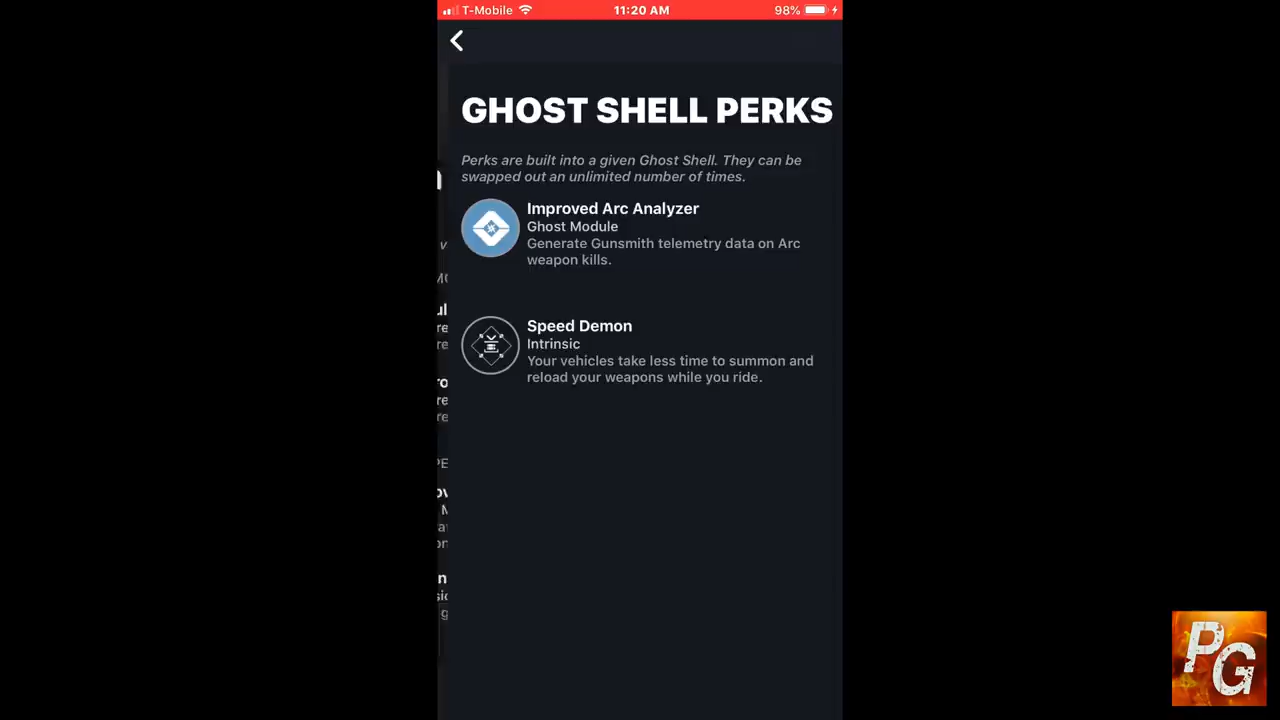 T-Mobile 11:20 AM 98%
GHOST SHELL PERKS
Perks are built into a given Ghost Shell. They can be
swapped out an unlimited number of times.
Improved Arc Analyzer
Ghost Module
Generate Gunsmith telemetry data on Arc
weapon kills.
Speed Demon
Intrinsic
Your vehicles take less time to summon and
reload your weapons while you ride.
PG